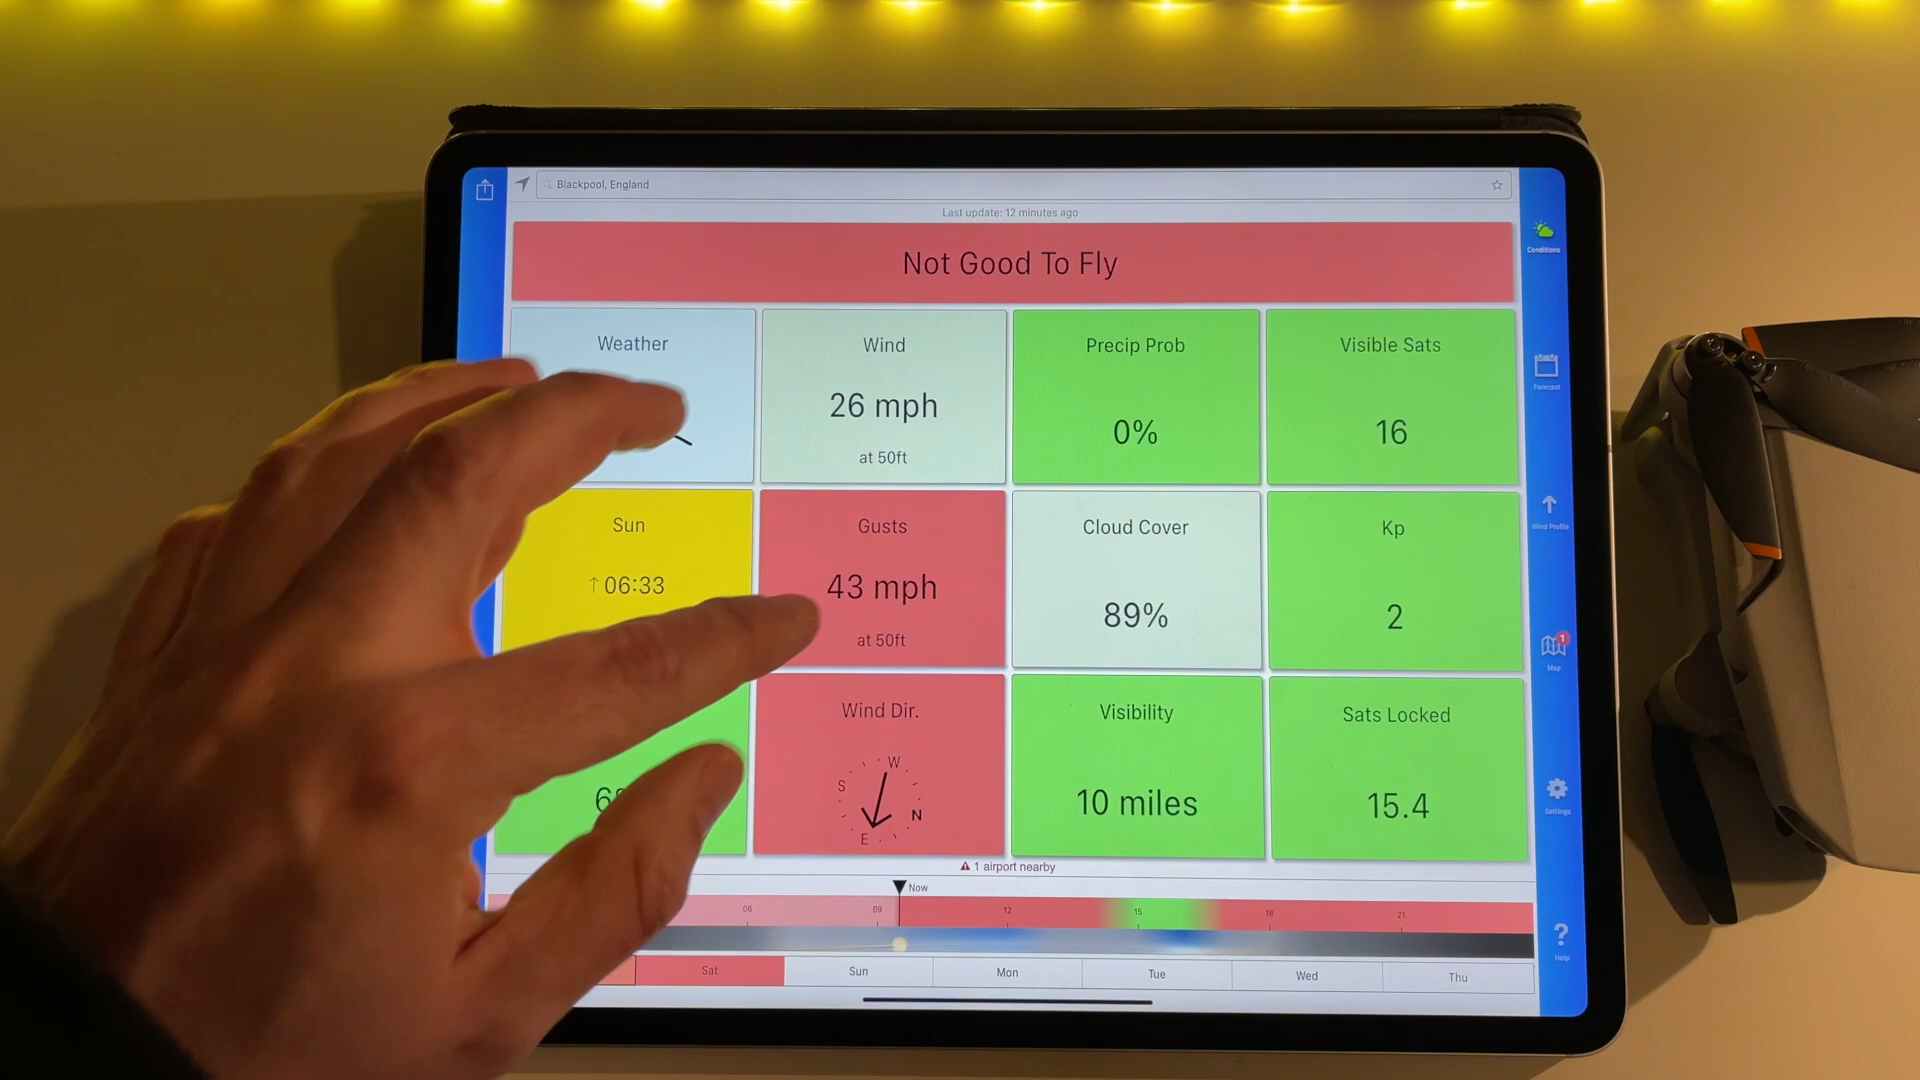 Blackpool, England
Last update: 12 minutes ago
Not Good To Fly
Weather
Wind
26 mph
at 50ft
Precip Prob
0%
Visible Sats
16
Sun
↑06:33
Gusts
43 mph
at 50ft
Cloud Cover
89%
Kp
2
Wind Dir.
W
S
N
E
Visibility
10 miles
Sats Locked
15.4
1 airport nearby
Now
06
09
12
15
18
21
Sat
Sun
Mon
Tue
Wed
Thu
Conditions
Forecast
Wind Profile
1
Map
Settings
?
Help